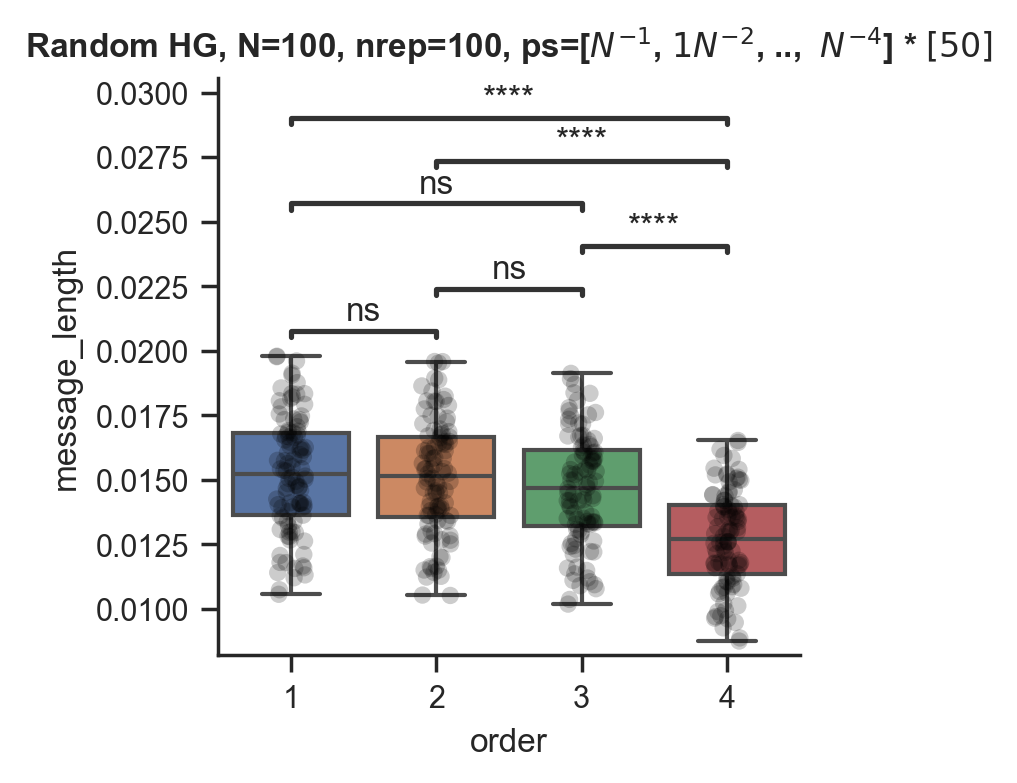 Random HG, N=100, nrep=100, ps=[$N^{-1}$, $1N^{-2}$, .., $N^{-4}$] * [50]
0.0300
0.0275
0.0250
0.0225
0.0200
0.0175
0.0150
0.0125
0.0100
message_length
****
****
ns
****
ns
ns
1 2 3 4
order